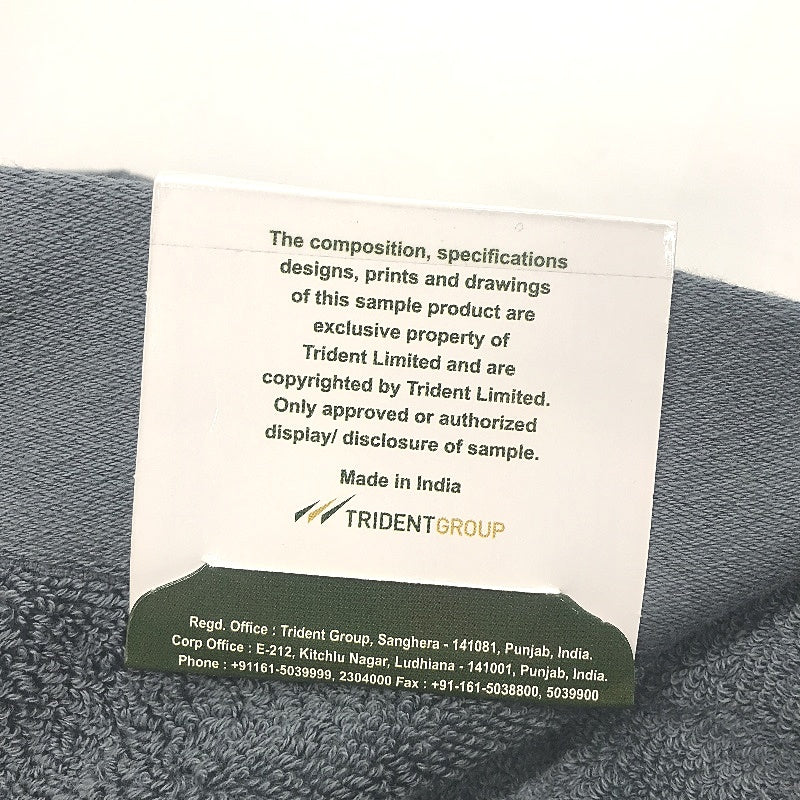 The composition, specifications
designs, prints and drawings
of this sample product are
exclusive property of
Trident Limited and are
copyrighted by Trident Limited.
Only approved or authorized
display/ disclosure of sample.
Made in India
TRIDENTGROUP
Regd. Office : Trident Group, Sanghera - 141081, Punjab, India.
Corp Office : E-212, Kitchlu Nagar, Ludhiana - 141001, Punjab, India.
Phone : +91161-5039999, 2304000 Fax : +91-161-5038800, 5039900